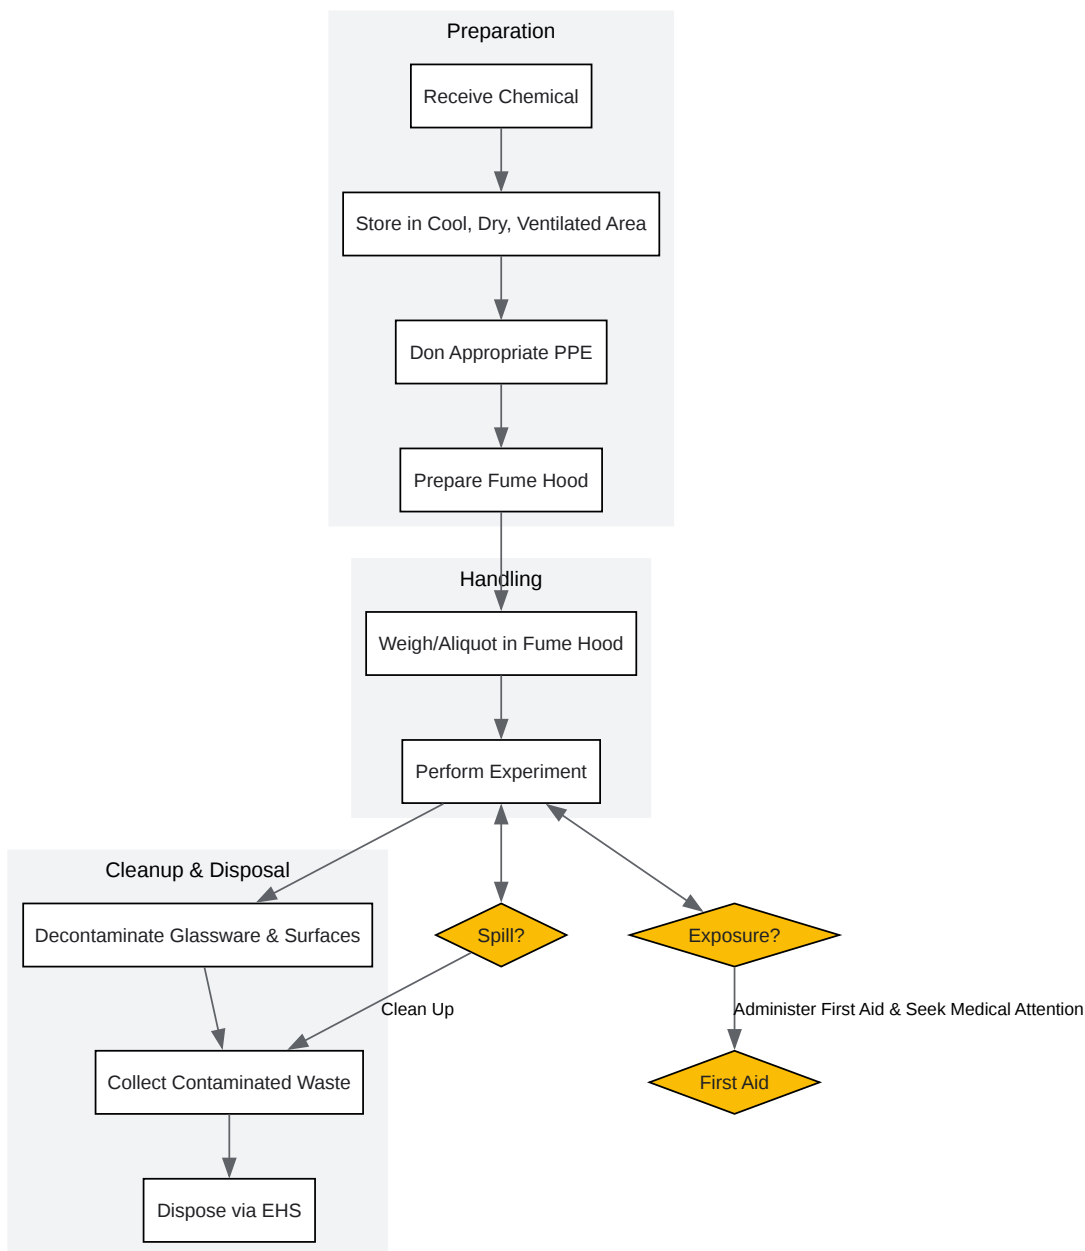 Preparation
Receive Chemical
Store in Cool, Dry, Ventilated Area
Don Appropriate PPE
Prepare Fume Hood
Handling
Weigh/Aliquot in Fume Hood
Perform Experiment
Cleanup & Disposal
Decontaminate Glassware & Surfaces
Spill?
Exposure?
Clean Up
Administer First Aid & Seek Medical Attention
Collect Contaminated Waste
First Aid
Dispose via EHS